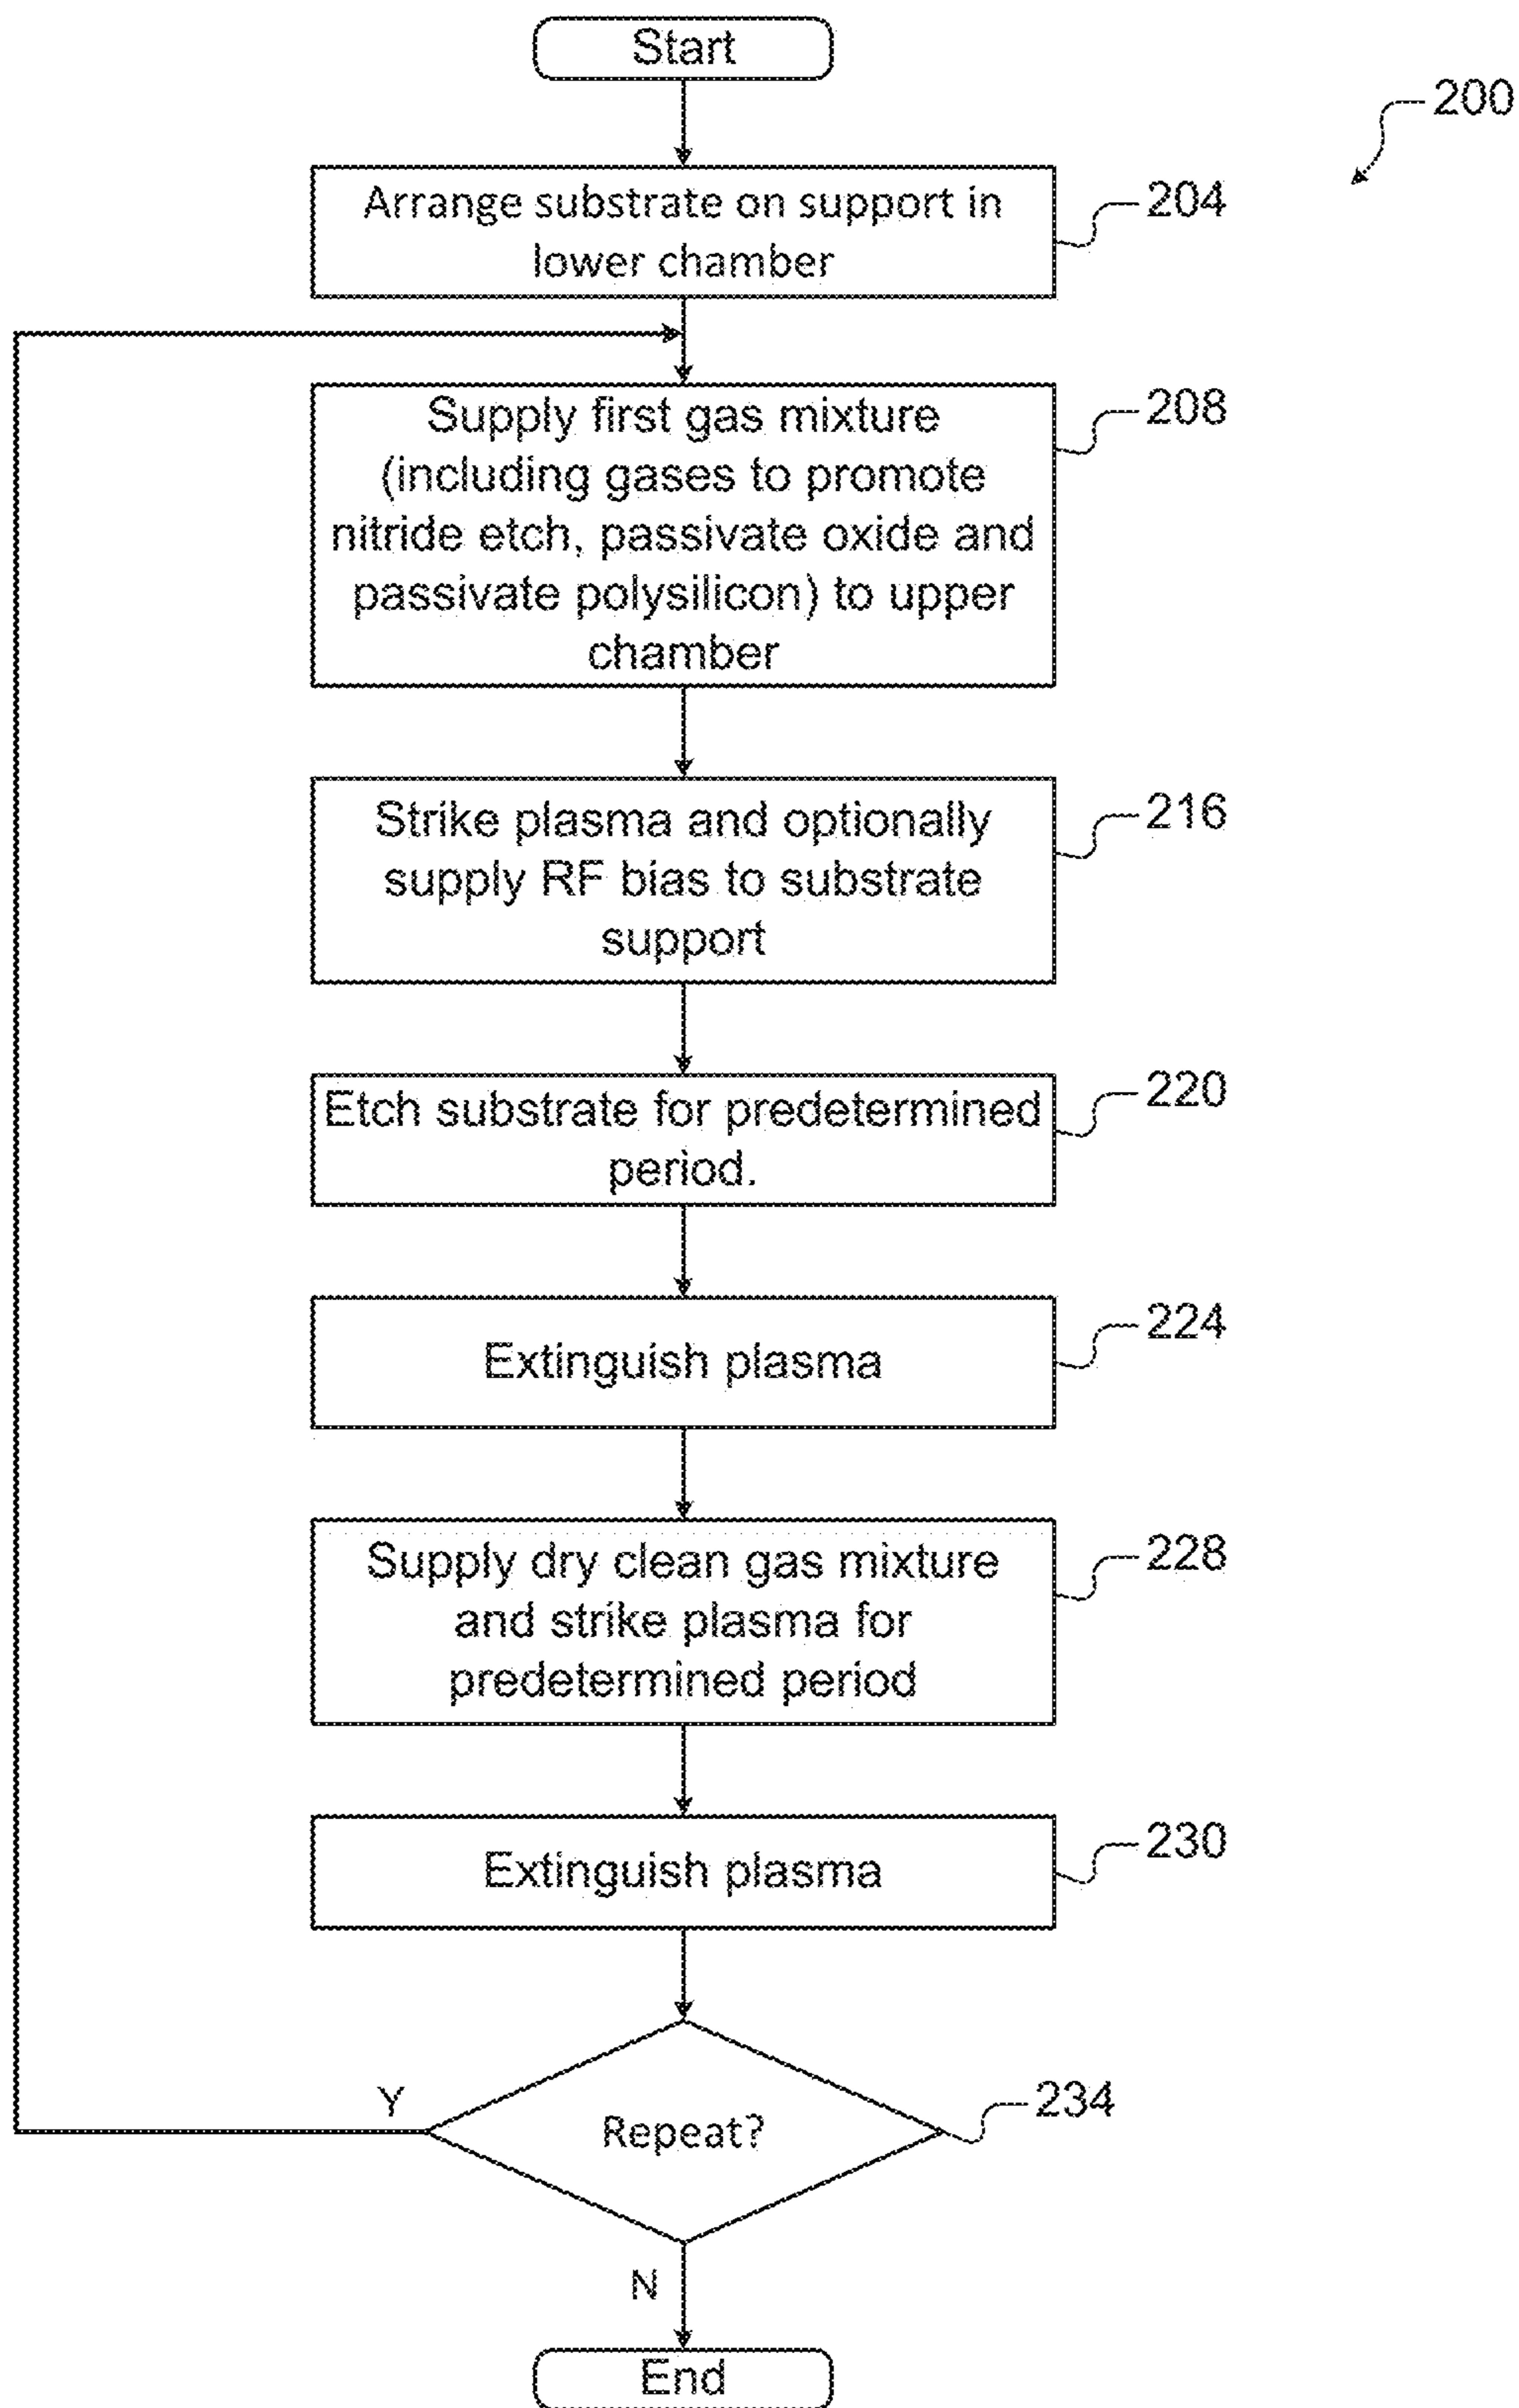 Start
200
Arrange substrate on support in
lower chamber
204
Supply first gas mixture
(including gases to promote
nitride etch, passivate oxide and
passivate polysilicon) to upper
chamber
208
Strike plasma and optionally
supply RF bias to substrate
support
216
Etch substrate for predetermined
period.
220
Extinguish plasma
224
Supply dry clean gas mixture
and strike plasma for
predetermined period
228
Extinguish plasma
230
Repeat?
234
Y
N
End